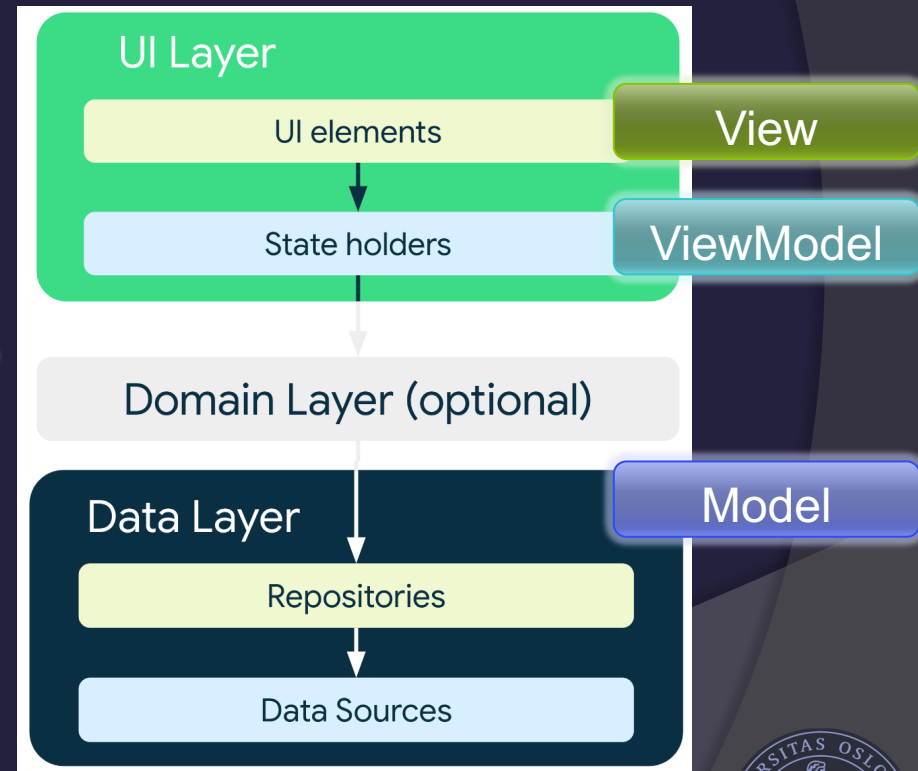 UI Layer
UI elements
View
State holders
ViewModel
Domain Layer (optional)
Data Layer
Model
Repositories
Data Sources